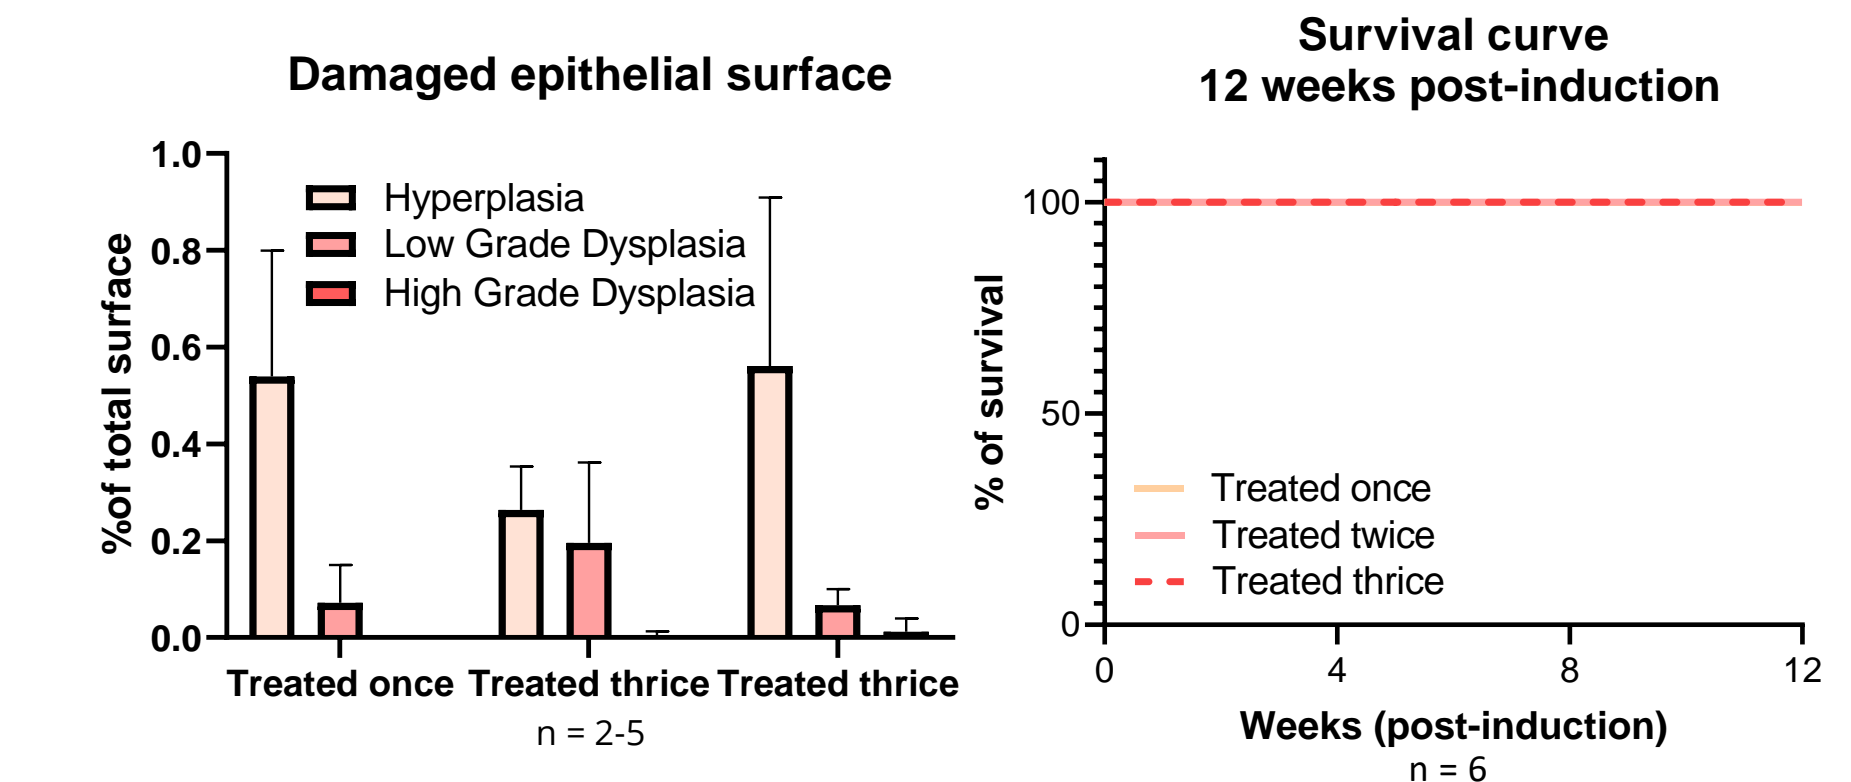 Damaged epithelial surface
%of total surface
1.0
0.8
0.6
0.4
0.2
0.0
Hyperplasia
Low Grade Dysplasia
High Grade Dysplasia
Treated once Treated thrice Treated thrice
n = 2-5
Survival curve
12 weeks post-induction
% of survival
100
50
0
Treated once
Treated twice
Treated thrice
0 4 8 12
Weeks (post-induction)
n = 6